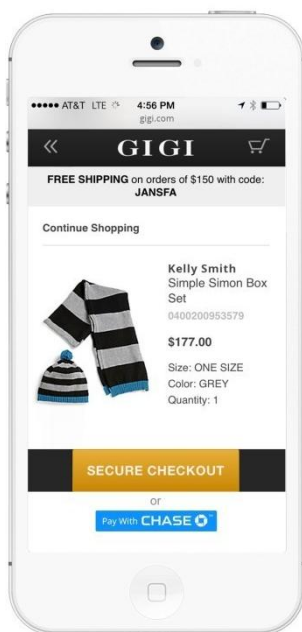 AT&T LTE 4:56 PM
gigi.com
GIGI
FREE SHIPPING on orders of $150 with code:
JANSFA
Continue Shopping
Kelly Smith
Simple Simon Box
Set
0400200953579
$177.00
Size: ONE SIZE
Color: GREY
Quantity: 1
SECURE CHECKOUT
or
Pay With CHASE